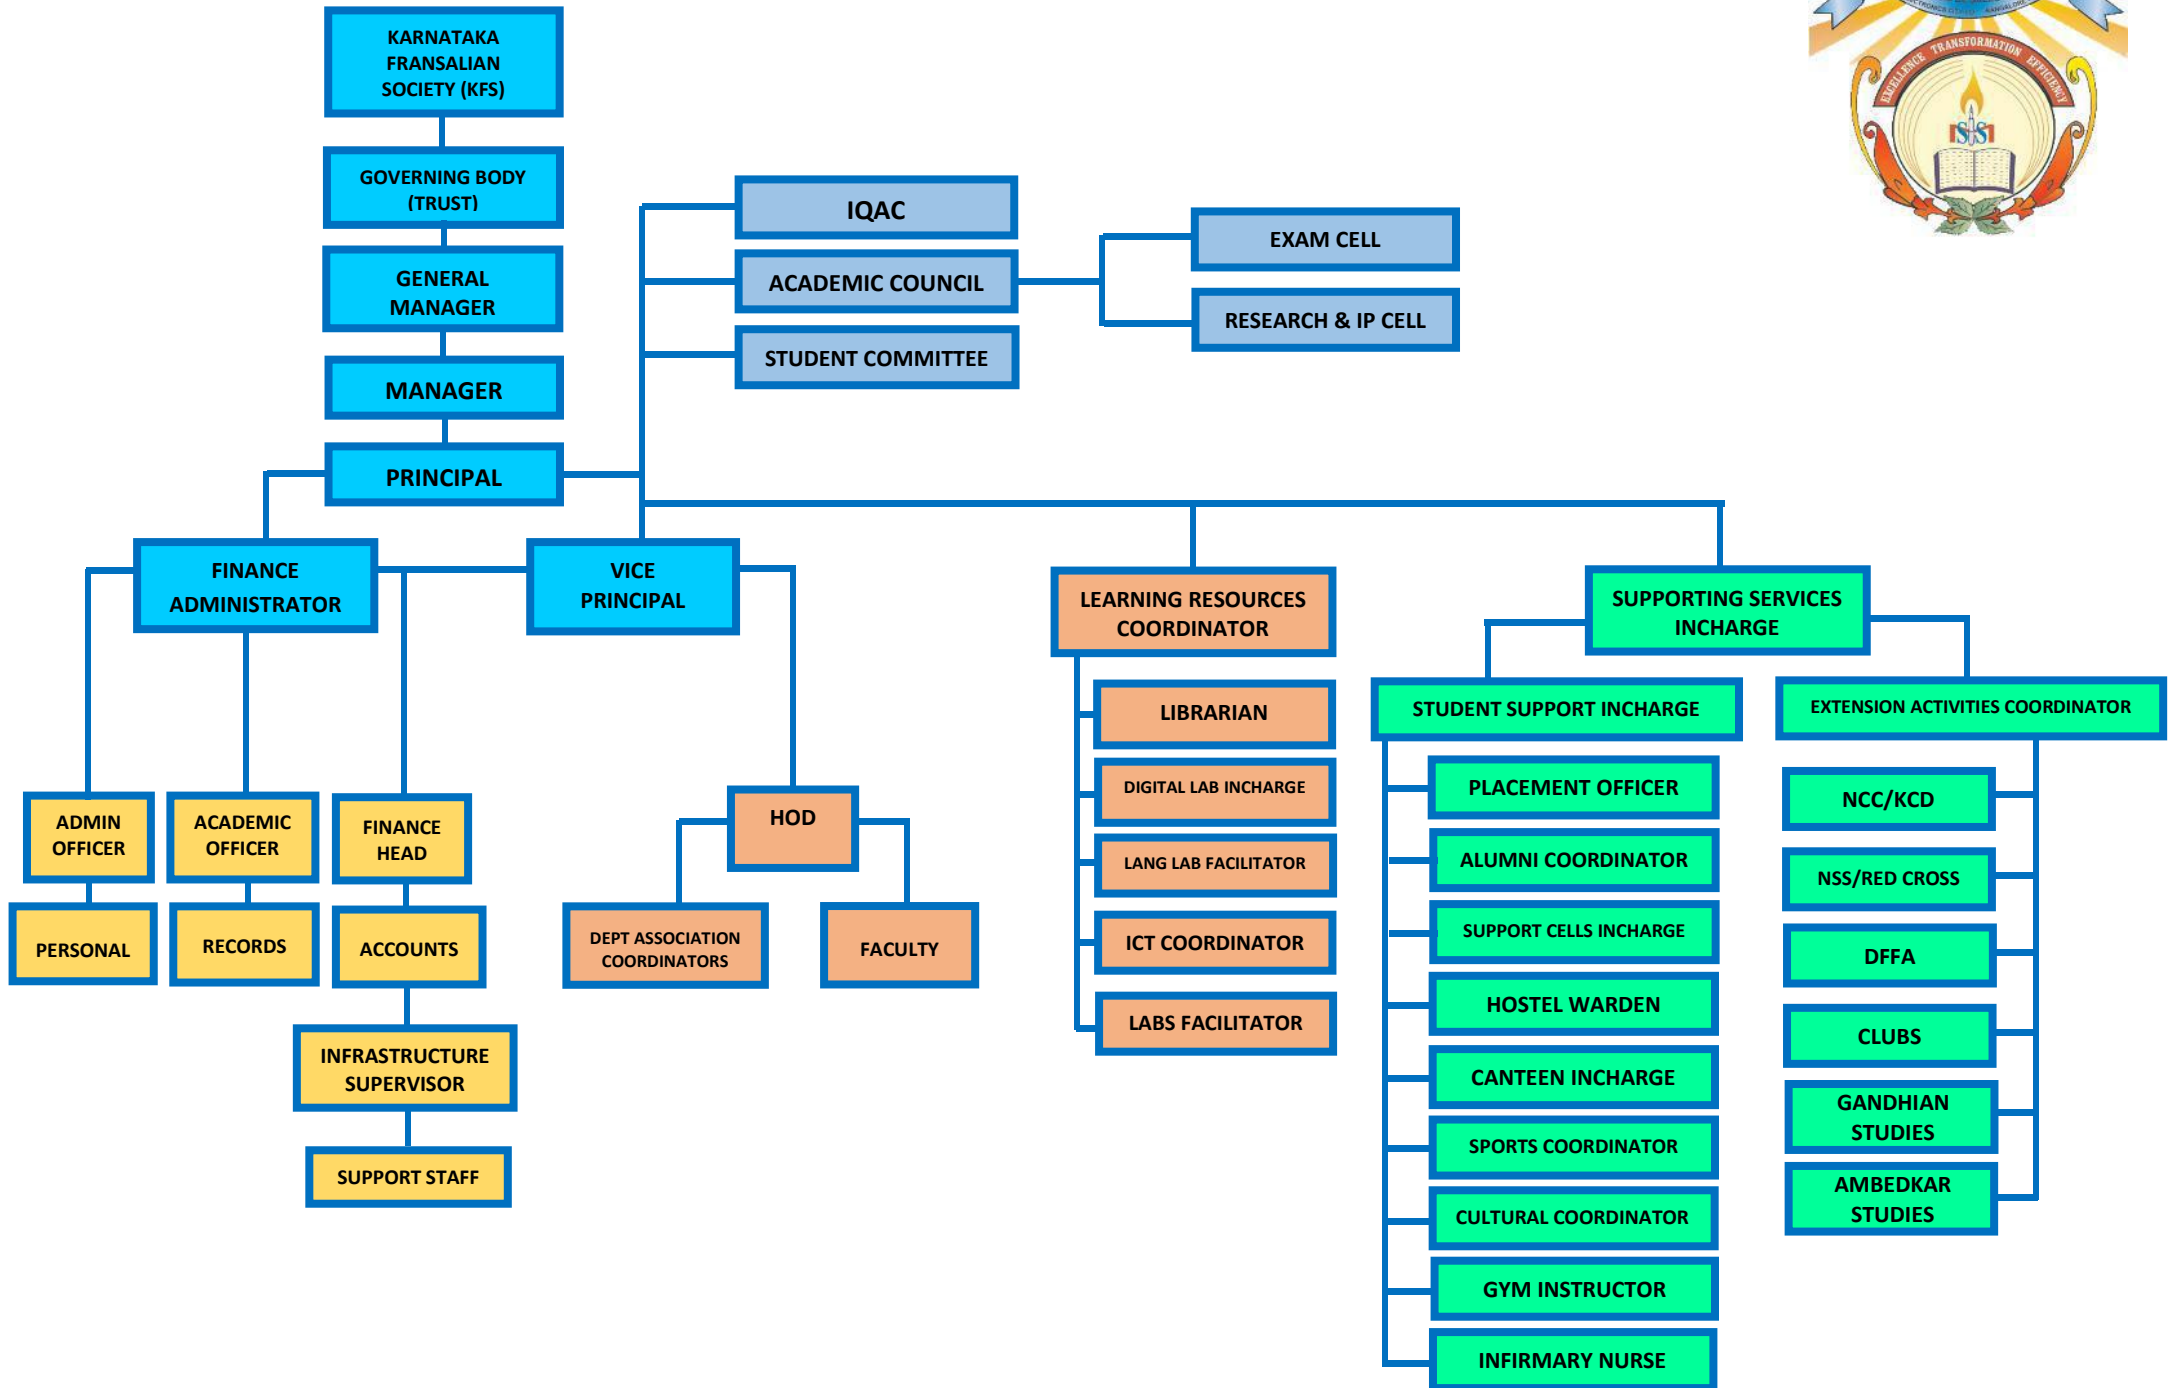 KARNATAKA
FRANSALIAN
SOCIETY (KFS)
GOVERNING BODY
(TRUST)
GENERAL
MANAGER
MANAGER
PRINCIPAL
IQAC
ACADEMIC COUNCIL
STUDENT COMMITTEE
EXAM CELL
RESEARCH & IP CELL
EXCELLENCE TRANSFORMATION EFFICIENCY
FINANCE
ADMINISTRATOR
VICE
PRINCIPAL
LEARNING RESOURCES
COORDINATOR
SUPPORTING SERVICES
INCHARGE
ADMIN
OFFICER
ACADEMIC
OFFICER
FINANCE
HEAD
PERSONAL
RECORDS
ACCOUNTS
INFRASTRUCTURE
SUPERVISOR
SUPPORT STAFF
HOD
DEPT ASSOCIATION
COORDINATORS
FACULTY
LIBRARIAN
DIGITAL LAB INCHARGE
LANG LAB FACILITATOR
ICT COORDINATOR
LABS FACILITATOR
STUDENT SUPPORT INCHARGE
PLACEMENT OFFICER
ALUMNI COORDINATOR
SUPPORT CELLS INCHARGE
HOSTEL WARDEN
CANTEEN INCHARGE
SPORTS COORDINATOR
CULTURAL COORDINATOR
GYM INSTRUCTOR
INFIRMARY NURSE
EXTENSION ACTIVITIES COORDINATOR
NCC/KCD
NSS/RED CROSS
DFFA
CLUBS
GANDHIAN
STUDIES
AMBEDKAR
STUDIES